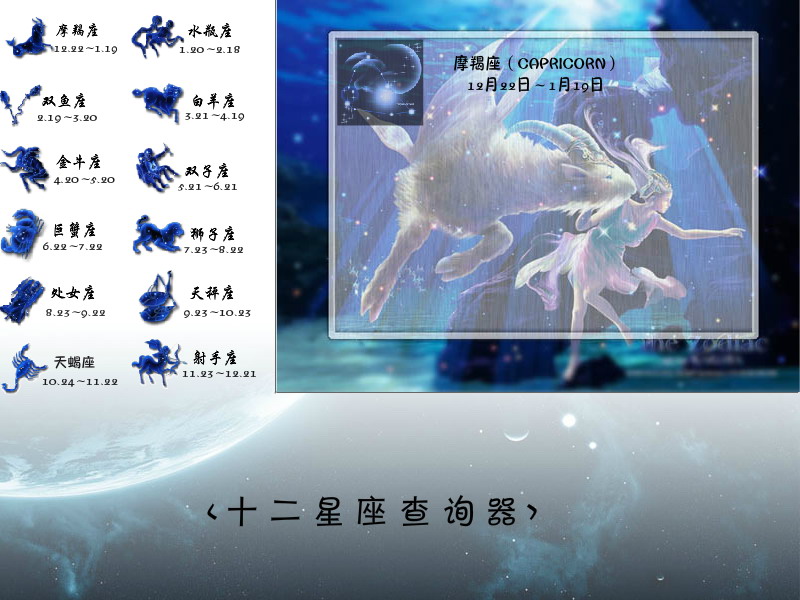 摩羯座
12.22~1.19
水瓶座
1.20~2.18
双鱼座
2.19~3.20
白羊座
3.21~4.19
金牛座
4.20~5.20
双子座
5.21~6.21
巨蟹座
6.22~7.22
狮子座
7.23~8.22
处女座
8.23~9.22
天秤座
9.23~10.23
天蝎座
10.24~11.22
射手座
11.23~12.21
摩羯座（CAPRICORN）
12月22日~1月19日
the Zodiac
<十二星座查询器>